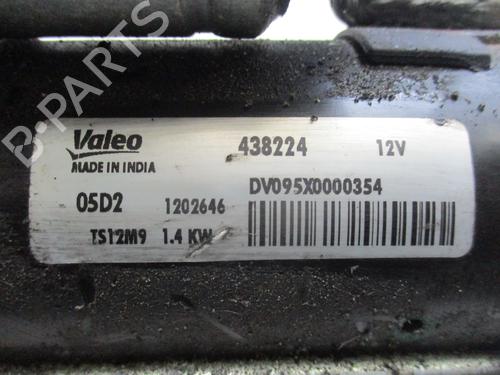 Valeo 438224 12V
MADE IN INDIA
DV095X0000354
05D2 1202646
TS12M9 1.4 KW
B-PARTS